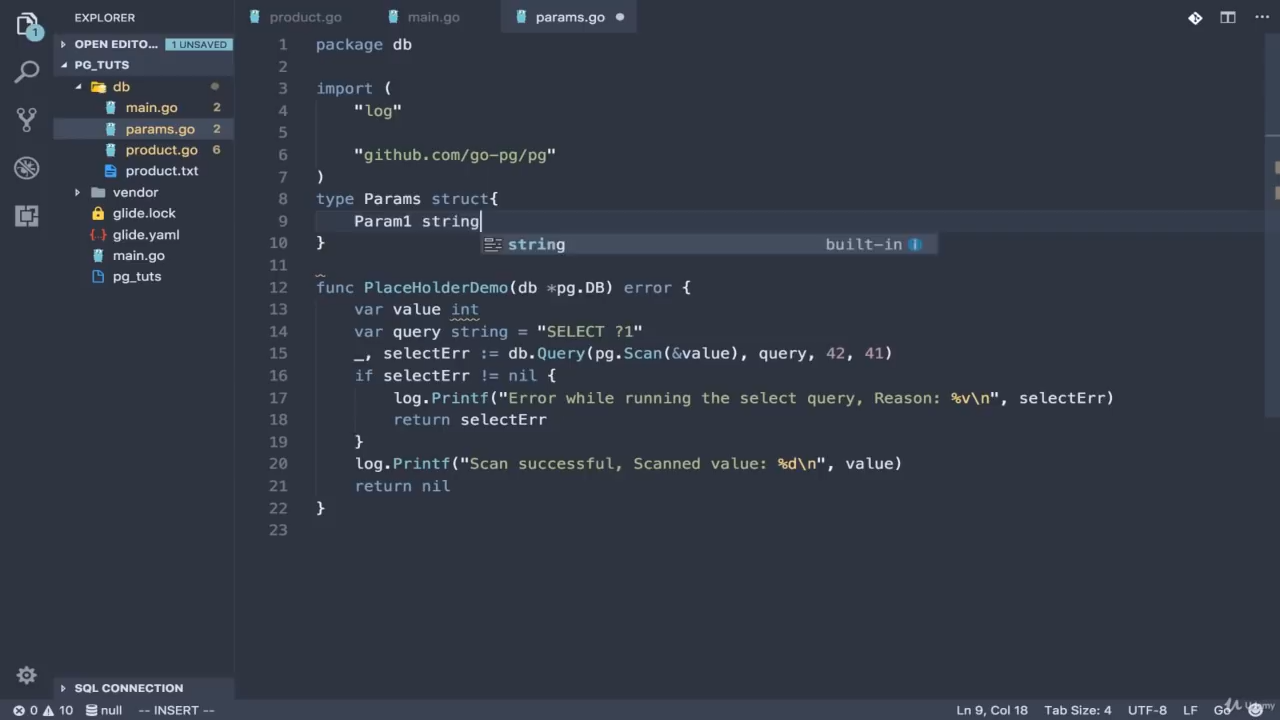 EXPLORER
product.go
main.go
params.go
1
OPEN EDITO...
1 UNSAVED
PG_TUTS
db
main.go 2
params.go 2
product.go 6
product.txt
vendor
glide.lock
glide.yaml
main.go
pg_tuts
1 package db
2
3 import (
4 "log"
5
6 "github.com/go-pg/pg"
7 )
8 type Params struct{
9 Param1 string
string built-in
10 }
11
12 func PlaceHolderDemo(db *pg.DB) error {
13 var value int
14 var query string = "SELECT ?1"
15 _, selectErr := db.Query(pg.Scan(&value), query, 42, 41)
16 if selectErr != nil {
17 log.Printf("Error while running the select query, Reason: %v\n", selectErr)
18 return selectErr
19 }
20 log.Printf("Scan successful, Scanned value: %d\n", value)
21 return nil
22 }
23
SQL CONNECTION
0 10 null -- INSERT --
Ln 9, Col 18 Tab Size: 4 UTF-8 LF Go
Udemy